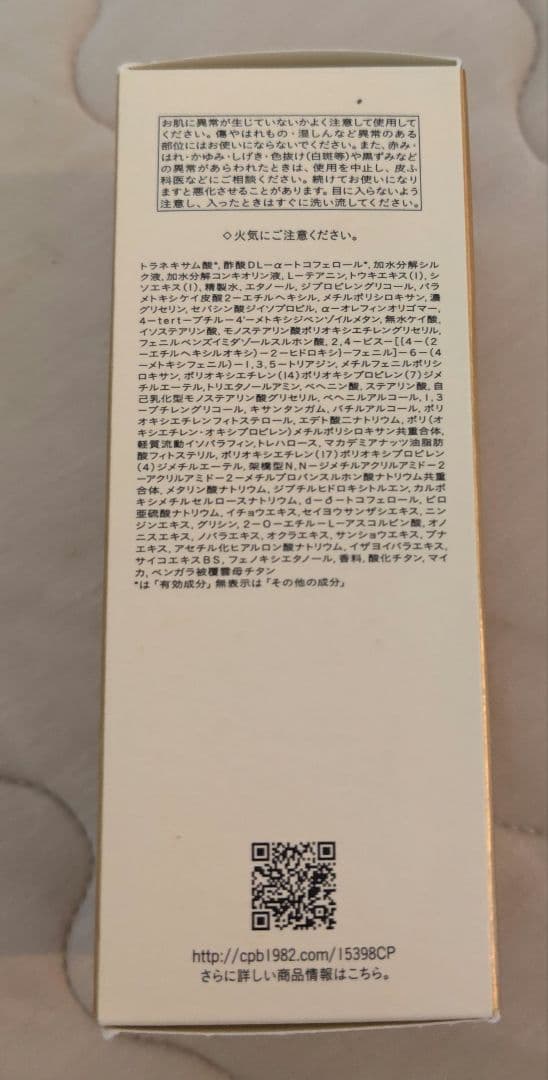 お肌に異常が生じていないかよく注意して使用して
ください。傷やはれもの・湿しんなど異常のある
部位にはお使いにならないでください。また、赤み・
はれ・かゆみ・しげき・色抜け(白斑等)や黒ずみなど
の異常があらわれたときは、使用を中止し、皮ふ
科医などにご相談ください。続けてお使いになり
ますと悪化させることがあります。目に入らないよう
注意し、入ったときはすぐに洗い流してください。
◇火気にご注意ください。
トラネキサム酸*,酢酸DL-α-トコフェロール*,加水分解シルク
液,加水分解コンキオリン液,L-テアニン,トウキエキス(1),シ
ソエキス(1),精製水,エタノール,ジプロピレングリコール,パラ
メトキシケイ皮酸2-エチルヘキシル,メチルポリシロキサン,濃
グリセリン,セバシン酸ジイソプロピル,α-オレフィンオリゴマー,
4-tert-ブチル-4'-メトキシジベンゾイルメタン,無水ケイ酸,
イソステアリン酸,モノステアリン酸ポリオキシエチレングリセリル,
フェニルベンズイミダゾールスルホン酸,2,4-ビス-[{4-(2
-エチルヘキシルオキシ)-2-ヒドロキシ}-フェニル]-6-(4
-メトキシフェニル)-1,3,5-トリアジン,メチルフェニルポリシ
ロキサン,ポリオキシエチレン(14)ポリオキシプロピレン(7)ジメ
チルエーテル,トリエタノールアミン,ベヘニン酸,ステアリン酸,自
己乳化型モノステアリン酸グリセリル,ベヘニルアルコール,1,3
-ブチレングリコール,キサンタンガム,バチルアルコール,ポリ
オキシエチレンフィトステロール,エデト酸二ナトリウム,ポリ(オ
キシエチレン・オキシプロピレン)メチルポリシロキサン共重合体,
軽質流動イソパラフィン,トレハロース,マカデミアナッツ油脂肪
酸フィトステリル,ポリオキシエチレン(17)ポリオキシプロピレン
(4)ジメチルエーテル,架橋型N,N-ジメチルアクリルアミド-2
-アクリルアミド-2-メチルプロパンスルホン酸ナトリウム共重
合体,メタリン酸ナトリウム,ジブチルヒドロキシトルエン,カルボ
キシメチルセルロースナトリウム,d-δ-トコフェロール,ピロ
亜硫酸ナトリウム,イチョウエキス,セイヨウサンザシエキス,ニン
ジンエキス,グリシン,2-O-エチル-L-アスコルビン酸,オノ
ニスエキス,ノバラエキス,オクラエキス,サンショウエキス,ブナ
エキス,アセチル化ヒアルロン酸ナトリウム,イザヨイバラエキス,
サイコエキスBS,フェノキシエタノール,香料,酸化チタン,マイ
カ,ベンガラ被覆雲母チタン
*は「有効成分」無表示は「その他の成分」
http://cpb1982.com/15398CP
さらに詳しい商品情報はこちら。